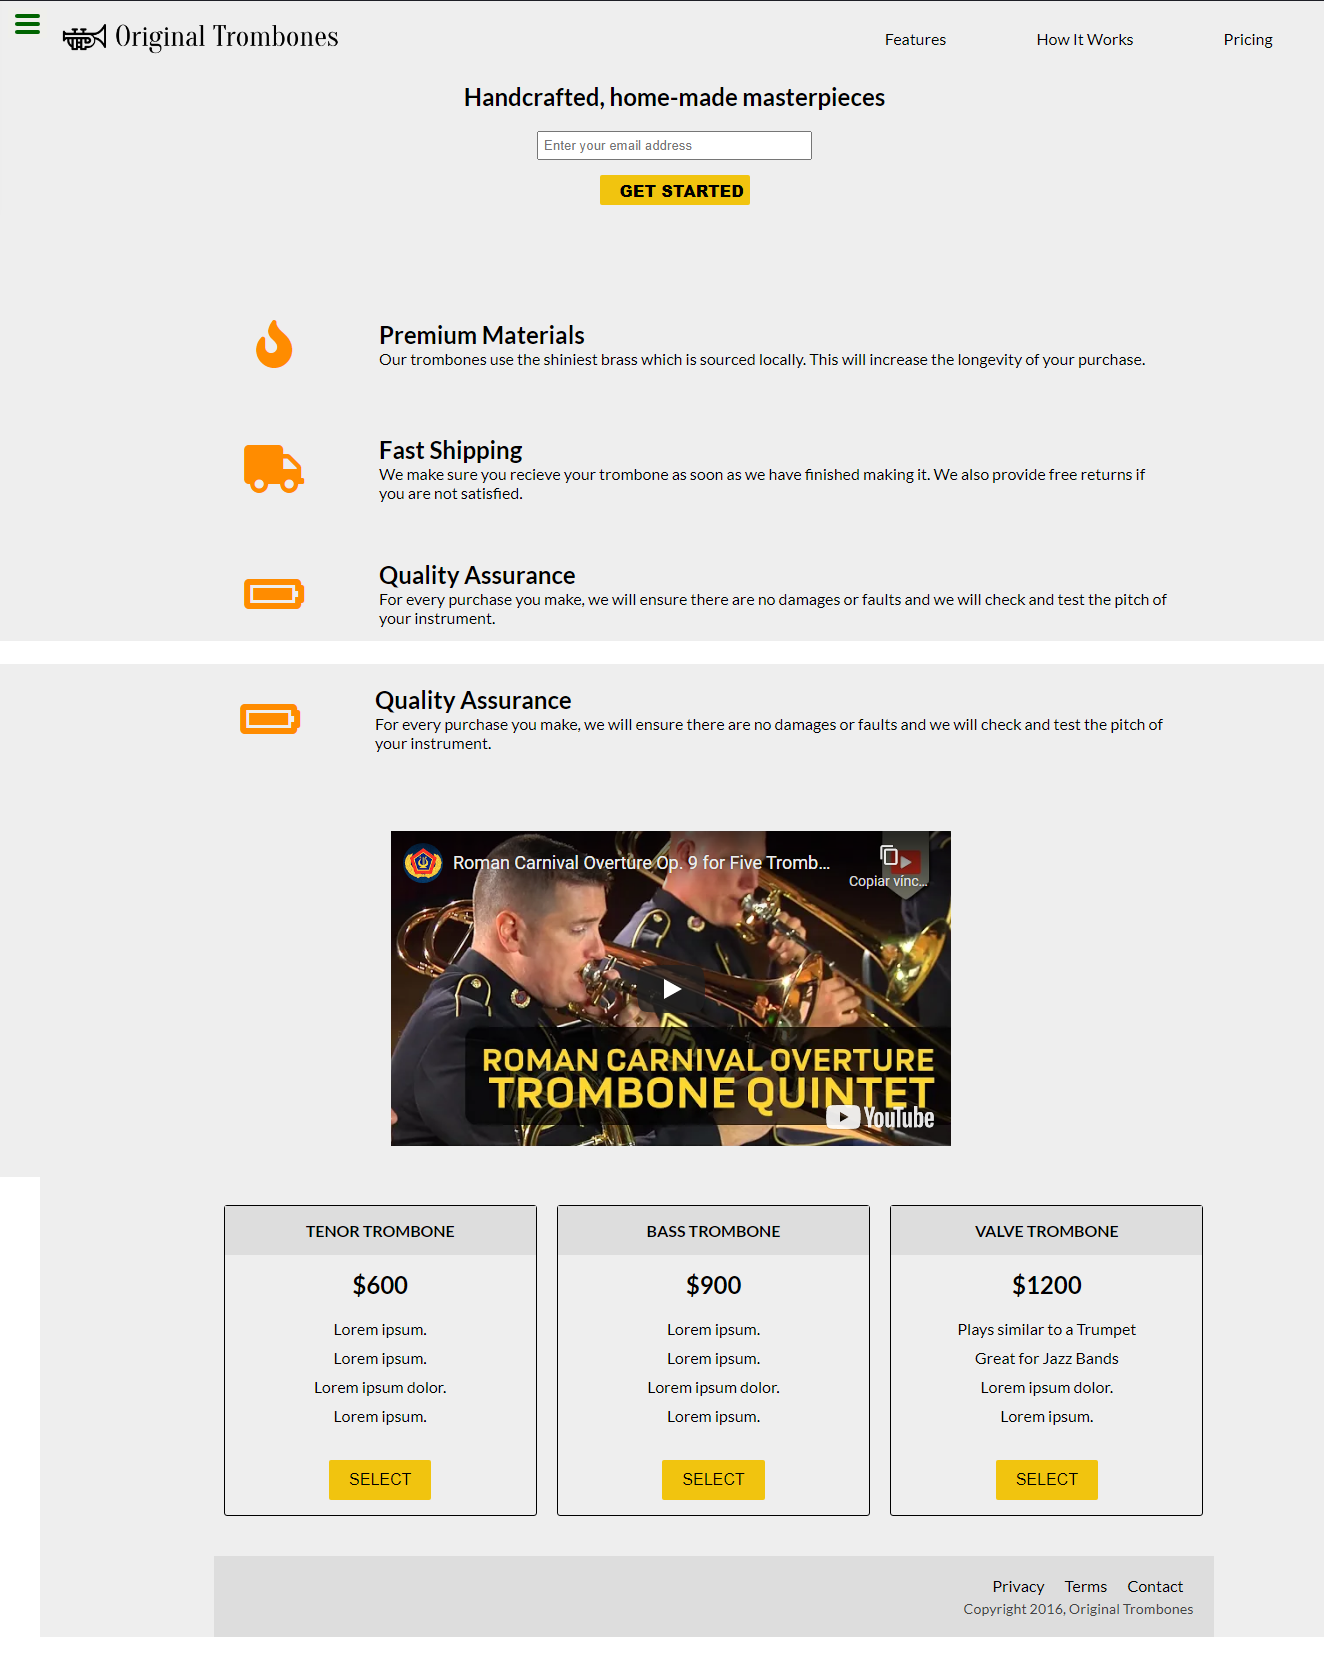 Original Trombones
Features
How It Works
Pricing
Handcrafted, home-made masterpieces
Enter your email address
GET STARTED
Premium Materials
Our trombones use the shiniest brass which is sourced locally. This will increase the longevity of your purchase.
Fast Shipping
We make sure you recieve your trombone as soon as we have finished making it. We also provide free returns if
you are not satisfied.
Quality Assurance
For every purchase you make, we will ensure there are no damages or faults and we will check and test the pitch of
your instrument.
Quality Assurance
For every purchase you make, we will ensure there are no damages or faults and we will check and test the pitch of
your instrument.
Roman Carnival Overture Op. 9 for Five Tromb...
Copiar vínc...
ROMAN CARNIVAL OVERTURE
TROMBONE QUINTET
YouTube
TENOR TROMBONE
$600
Lorem ipsum.
Lorem ipsum.
Lorem ipsum dolor.
Lorem ipsum.
SELECT
BASS TROMBONE
$900
Lorem ipsum.
Lorem ipsum.
Lorem ipsum dolor.
Lorem ipsum.
SELECT
VALVE TROMBONE
$1200
Plays similar to a Trumpet
Great for Jazz Bands
Lorem ipsum dolor.
Lorem ipsum.
SELECT
Privacy
Terms
Contact
Copyright 2016, Original Trombones